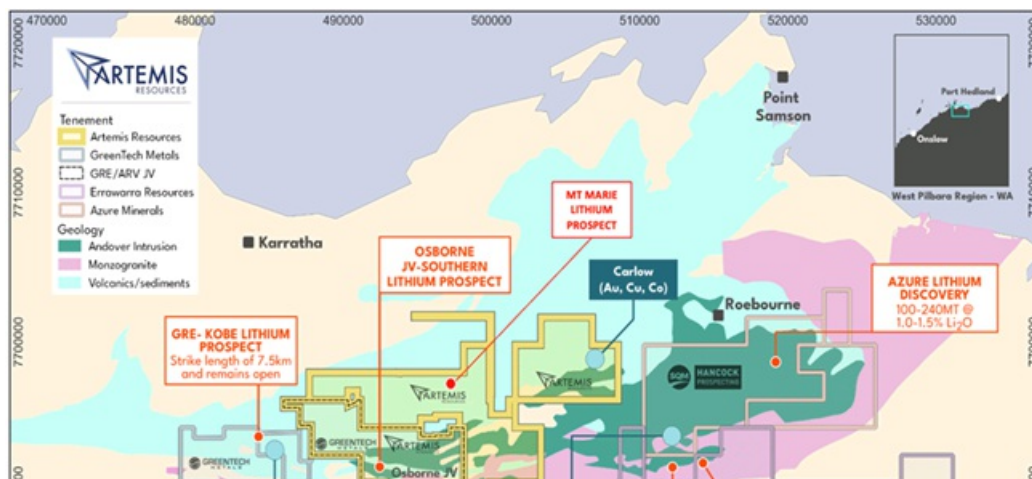 470000
480000
490000
500000
510000
520000
530000
7720000
7710000
7700000
7720000
ARTEMIS
RESOURCES
Tenement
Artemis Resources
GreenTech Metals
GRE/ARV JV
Errawarra Resources
Azure Minerals
Geology
Andover Intrusion
Monzogranite
Volcanics/sediments
Point
Samson
Port Hedland
Onslow
West Pilbara Region - WA
Karratha
MT MARIE
LITHIUM
PROSPECT
OSBORNE
JV-SOUTHERN
LITHIUM PROSPECT
Carlow
(Au, Cu, Co)
Roebourne
AZURE LITHIUM
DISCOVERY
100-240MT @
1.0-1.5% Li₂O
GRE- KOBE LITHIUM
PROSPECT
Strike length of 7.5km
and remains open
ARTEMIS
ARTEMIS
SQM
HANCOCK
PROSPECTING
GREENTECH
METALS
ARTEMIS
GREENTECH
METALS
Osborne JV